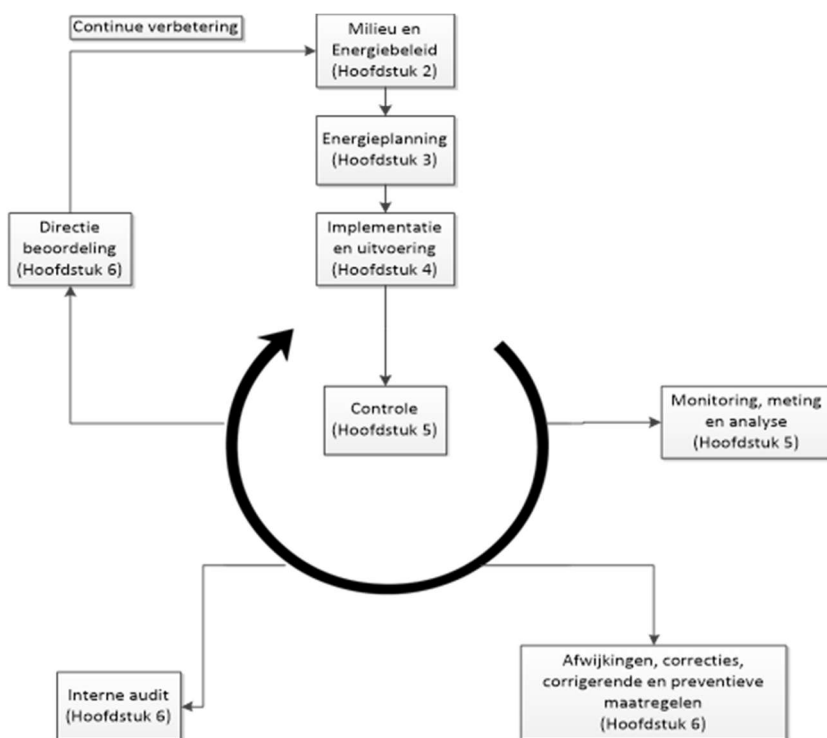 Continue verbetering
Milieu en
Energiebeleid
(Hoofdstuk 2)
Energieplanning
(Hoofdstuk 3)
Directie
beoordeling
(Hoofdstuk 6)
Implementatie
en uitvoering
(Hoofdstuk 4)
Controle
(Hoofdstuk 5)
Monitoring, meting
en analyse
(Hoofdstuk 5)
Interne audit
(Hoofdstuk 6)
Afwijkingen, correcties,
corrigerende en preventieve
maatregelen
(Hoofdstuk 6)